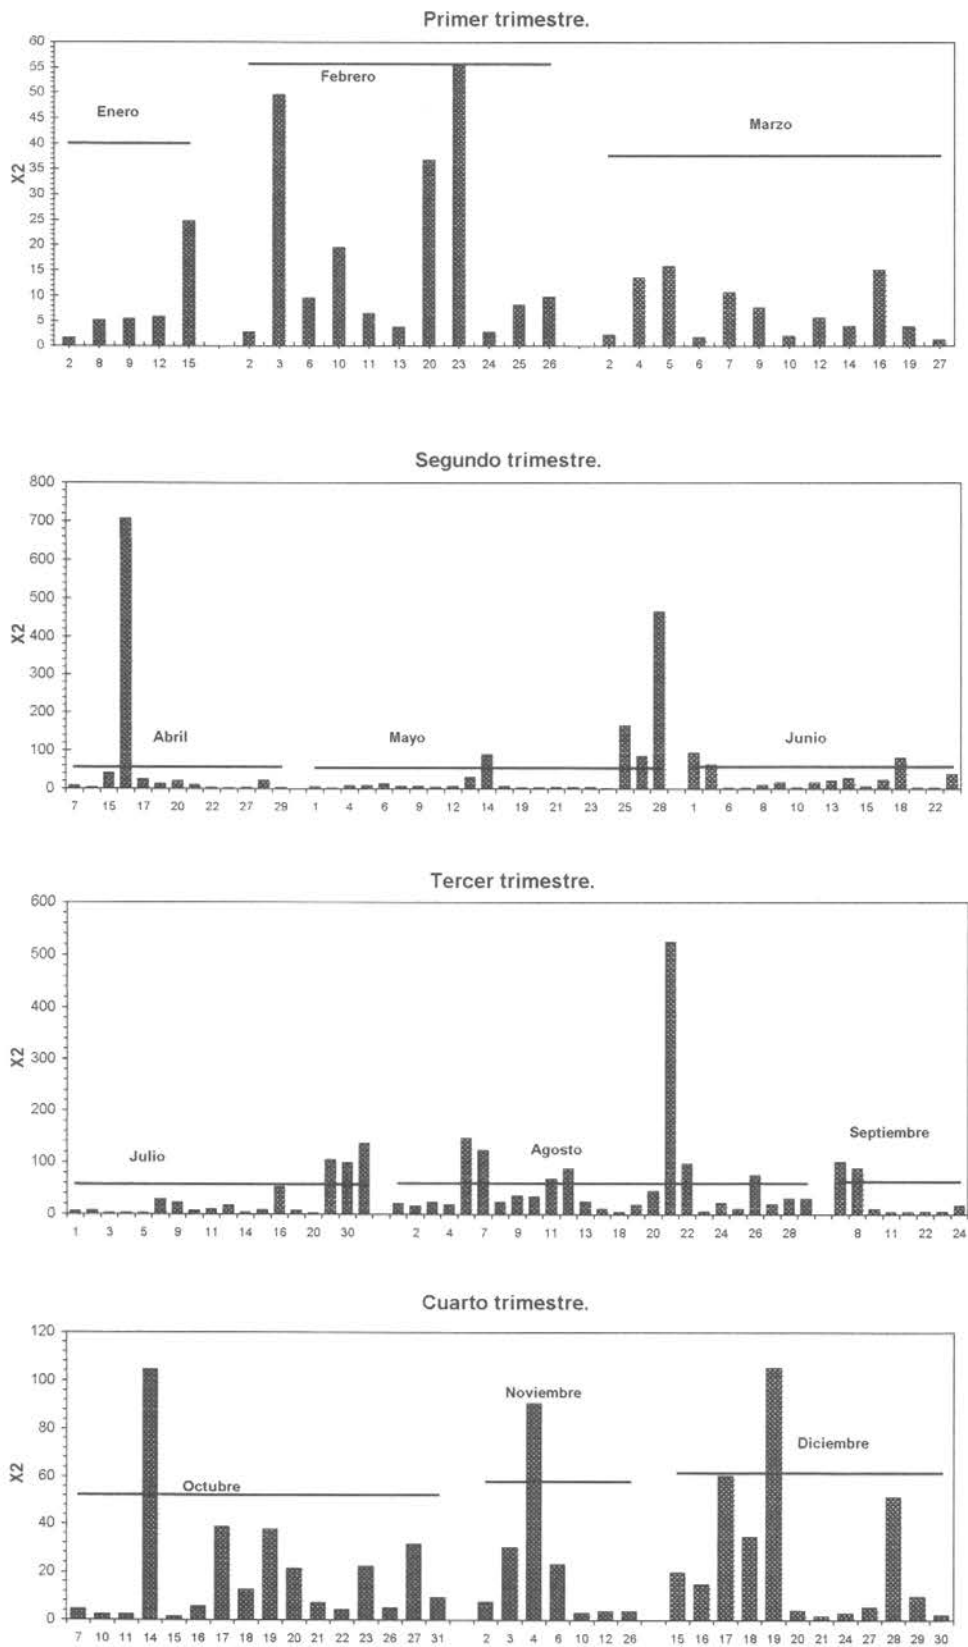 Primer trimestre.
60
55
50
45
40
35
30
25
20
15
10
5
0
X2
Enero
Febrero
Marzo
2 8 9 12 15 2 3 6 10 11 13 20 23 24 25 26 2 4 5 6 7 9 10 12 14 16 19 27
Segundo trimestre.
800
700
600
500
400
300
200
100
0
X2
Abril
Mayo
Junio
7 15 17 20 22 27 29 1 4 6 9 12 14 19 21 23 25 28 1 6 8 10 13 15 18 22
Tercer trimestre.
600
500
400
300
200
100
0
X2
Julio
Agosto
Septiembre
1 3 5 9 11 14 16 20 30 2 4 7 9 11 13 18 20 22 24 26 28 8 11 22 24
Cuarto trimestre.
120
100
80
60
40
20
0
X2
Octubre
Noviembre
Diciembre
7 10 11 14 15 16 17 18 19 20 21 22 23 26 27 31 2 3 4 6 10 12 26 15 16 17 18 19 20 21 24 27 28 29 30